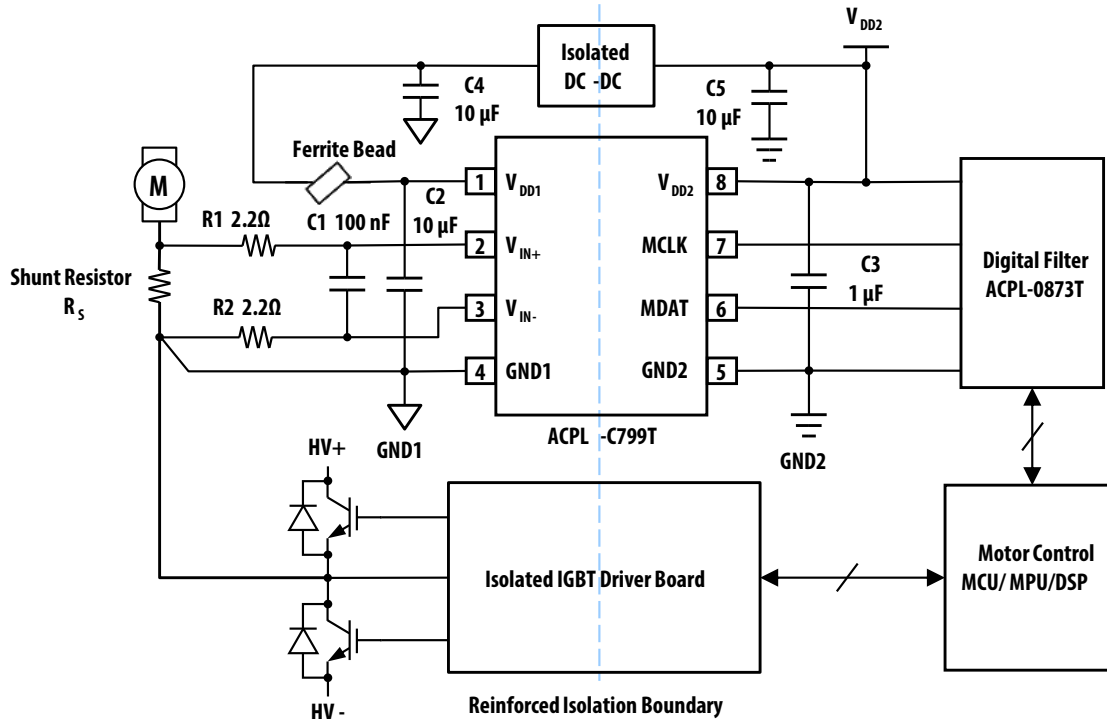 V DD2
Isolated
DC -DC
C4
10 µF
C5
10 µF
Ferrite Bead
M
1
V DD1
V DD2
8
C2
10 µF
R1 2.2Ω
C1 100 nF
2
V IN+
MCLK
7
Shunt Resistor
R S
C3
1 µF
Digital Filter
ACPL-0873T
R2 2.2Ω
3
V IN-
MDAT
6
4
GND1
GND2
5
ACPL -C799T
GND1
GND2
HV+
Isolated IGBT Driver Board
Motor Control
MCU/ MPU/DSP
HV -
Reinforced Isolation Boundary